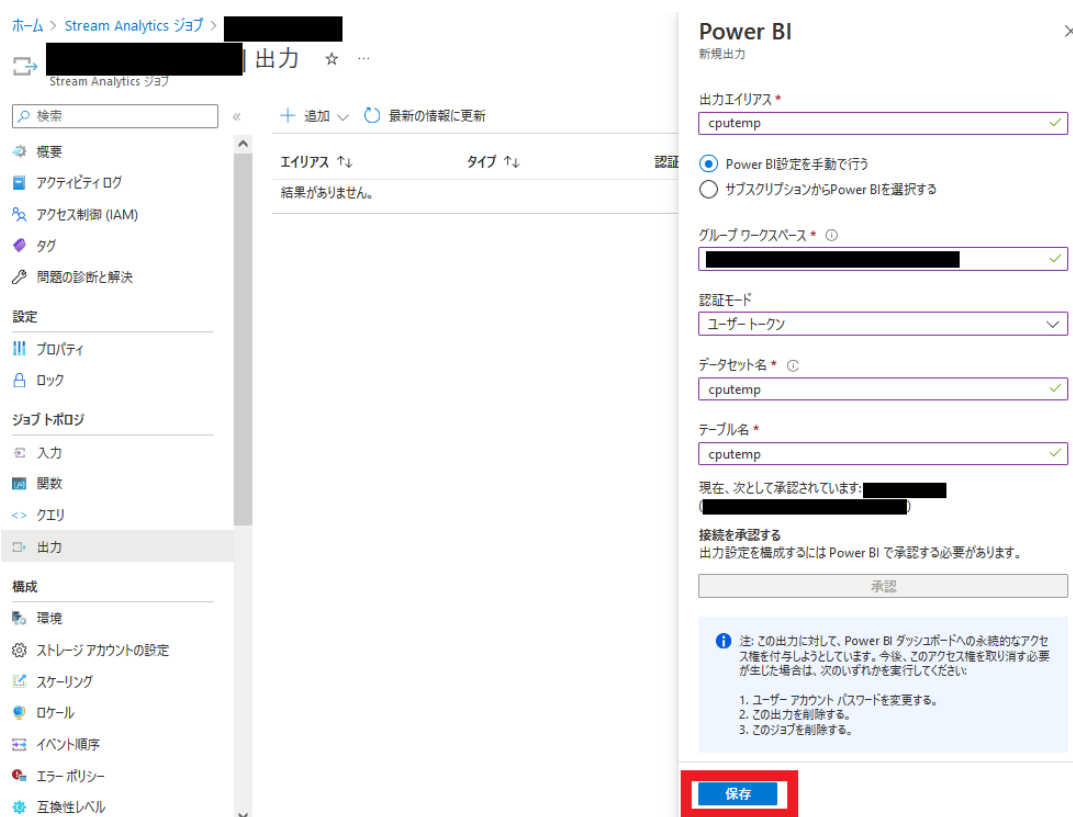 ホーム > Stream Analytics ジョブ >
| 出力 ☆ …
Stream Analytics ジョブ
検索
«
概要
アクティビティ ログ
アクセス制御 (IAM)
タグ
問題の診断と解決
設定
プロパティ
ロック
ジョブ トポロジ
入力
関数
クエリ
出力
構成
環境
ストレージ アカウントの設定
スケーリング
ロケール
イベント順序
エラー ポリシー
互換性レベル
+ 追加 最新の情報に更新
エイリアス ↑↓ タイプ ↑↓ 認証
結果がありません。
Power BI
新規出力
出力エイリアス *
cputemp
Power BI設定を手動で行う
サブスクリプションからPower BIを選択する
グループ ワークスペース *
認証モード
ユーザー トークン
データセット名 *
cputemp
テーブル名 *
cputemp
現在、次として承認されています:
( )
接続を承認する
出力設定を構成するには Power BI で承認する必要があります。
承認
注: この出力に対して、Power BI ダッシュボードへの永続的なアクセ
ス権を付与しようとしています。今後、このアクセス権を取り消す必要
が生じた場合は、次のいずれかを実行してください:
1. ユーザー アカウント パスワードを変更する。
2. この出力を削除する。
3. このジョブを削除する。
保存